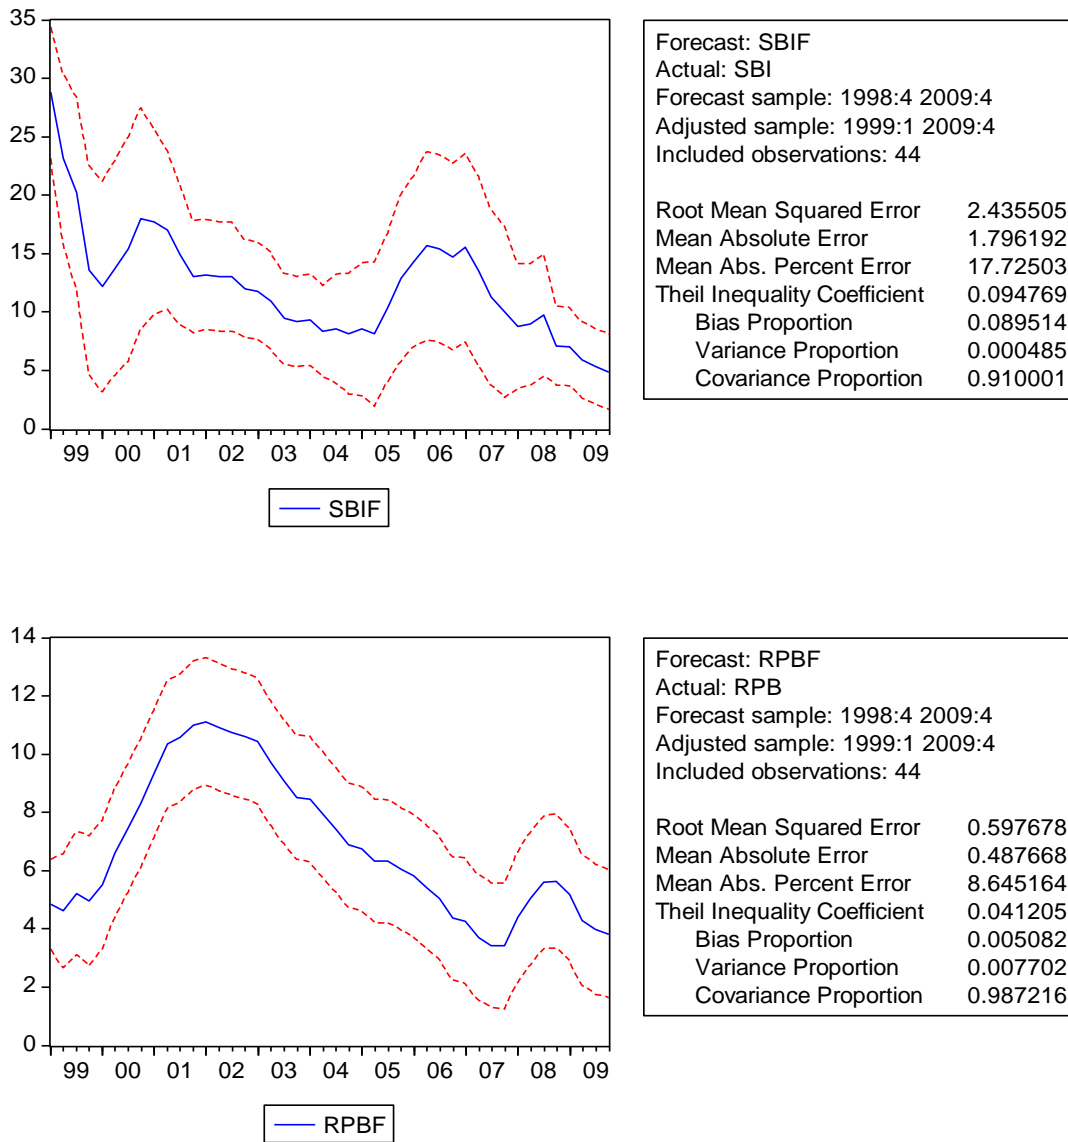 35
30
25
20
15
10
5
0
99 00 01 02 03 04 05 06 07 08 09
SBIF
Forecast: SBIF
Actual: SBI
Forecast sample: 1998:4 2009:4
Adjusted sample: 1999:1 2009:4
Included observations: 44
Root Mean Squared Error 2.435505
Mean Absolute Error 1.796192
Mean Abs. Percent Error 17.72503
Theil Inequality Coefficient 0.094769
Bias Proportion 0.089514
Variance Proportion 0.000485
Covariance Proportion 0.910001
14
12
10
8
6
4
2
0
99 00 01 02 03 04 05 06 07 08 09
RPBF
Forecast: RPBF
Actual: RPB
Forecast sample: 1998:4 2009:4
Adjusted sample: 1999:1 2009:4
Included observations: 44
Root Mean Squared Error 0.597678
Mean Absolute Error 0.487668
Mean Abs. Percent Error 8.645164
Theil Inequality Coefficient 0.041205
Bias Proportion 0.005082
Variance Proportion 0.007702
Covariance Proportion 0.987216